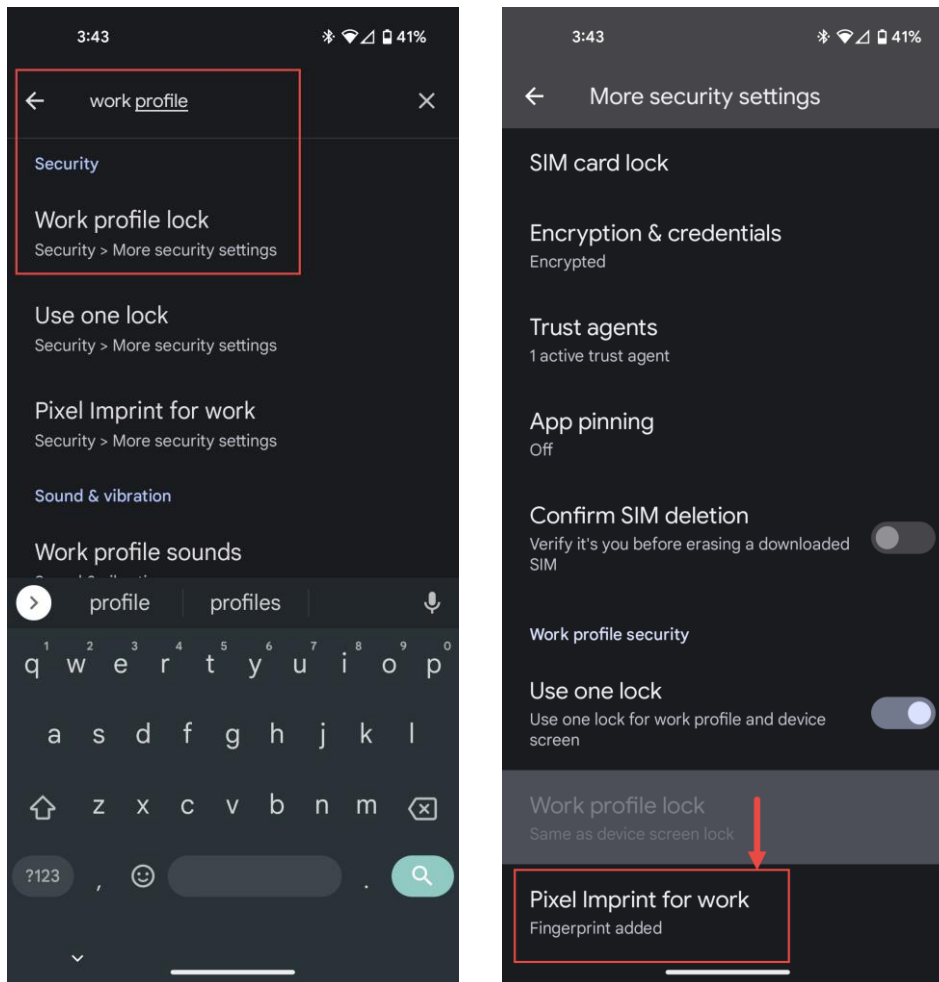 3:43
41%
work profile
Security
Work profile lock
Security > More security settings
Use one lock
Security > More security settings
Pixel Imprint for work
Security > More security settings
Sound & vibration
Work profile sounds
profile profiles
1 2 3 4 5 6 7 8 9 0
q w e r t y u i o p
a s d f g h j k l
z x c v b n m
?123 , .
3:43
41%
More security settings
SIM card lock
Encryption & credentials
Encrypted
Trust agents
1 active trust agent
App pinning
Off
Confirm SIM deletion
Verify it's you before erasing a downloaded
SIM
Work profile security
Use one lock
Use one lock for work profile and device
screen
Work profile lock
Same as device screen lock
Pixel Imprint for work
Fingerprint added